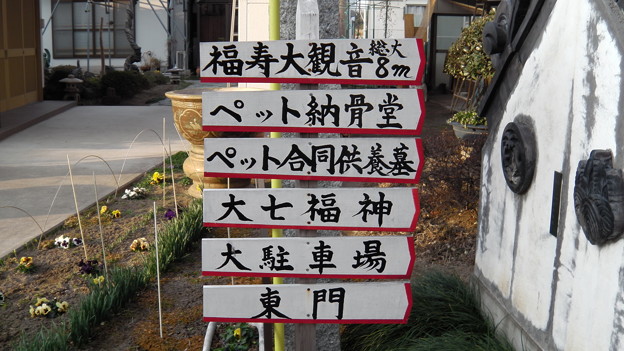 福寿大観音 総丈8m
ペット納骨堂
ペット合同供養墓
大七福神
大駐車場
東門